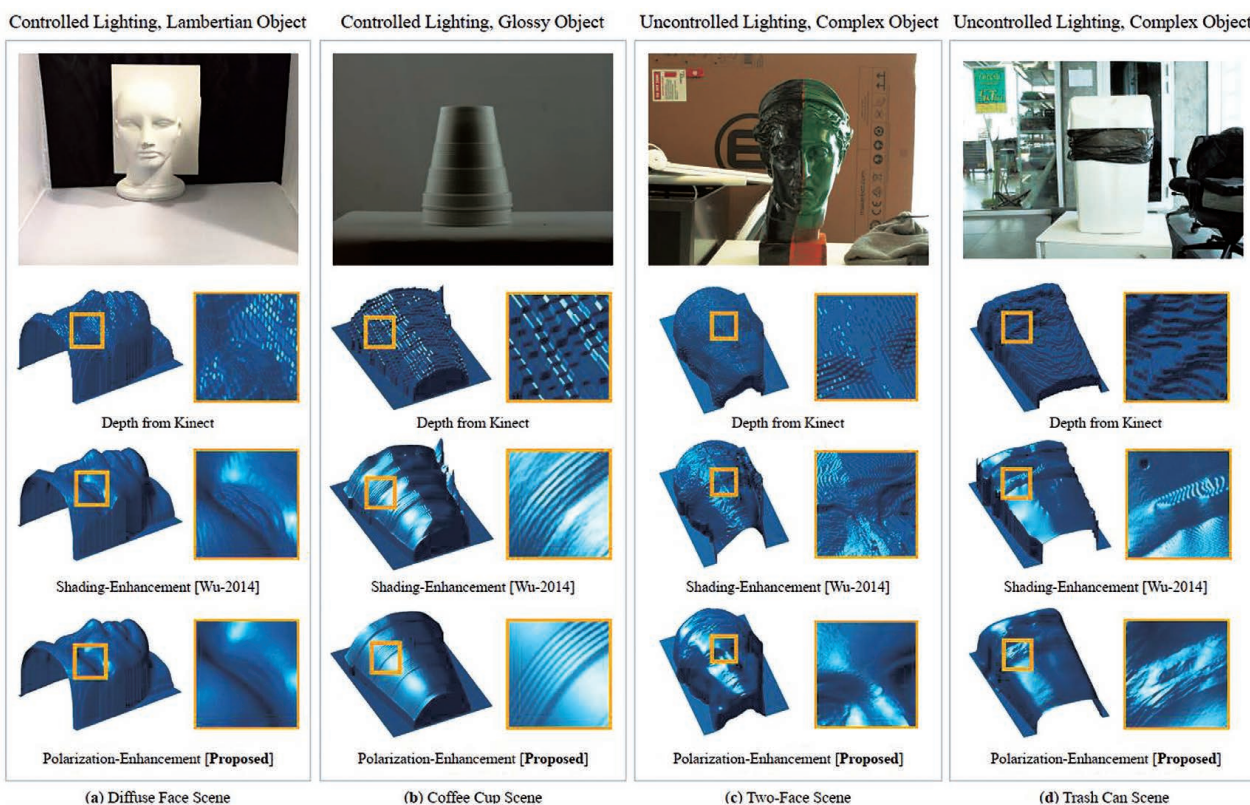 Controlled Lighting, Lambertian Object
Controlled Lighting, Glossy Object
Uncontrolled Lighting, Complex Object
Uncontrolled Lighting, Complex Object
Depth from Kinect
Depth from Kinect
Depth from Kinect
Depth from Kinect
Shading-Enhancement [Wu-2014]
Shading-Enhancement [Wu-2014]
Shading-Enhancement [Wu-2014]
Shading-Enhancement [Wu-2014]
Polarization-Enhancement [Proposed]
Polarization-Enhancement [Proposed]
Polarization-Enhancement [Proposed]
Polarization-Enhancement [Proposed]
(a) Diffuse Face Scene
(b) Coffee Cup Scene
(c) Two-Face Scene
(d) Trash Can Scene